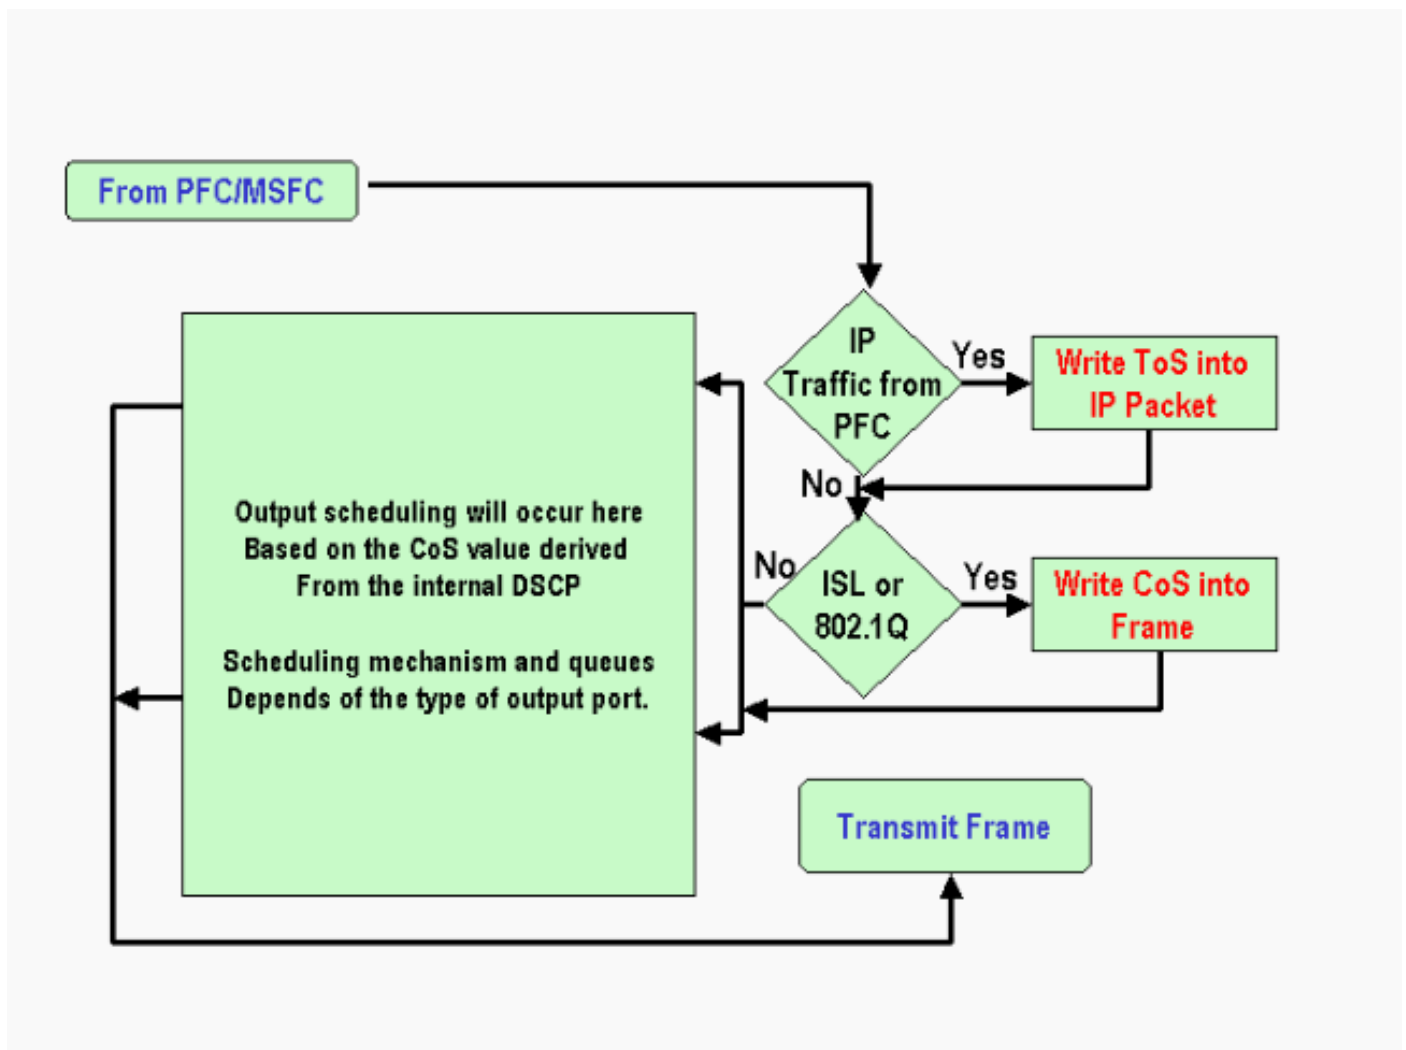 From PFC/MSFC
IP
Traffic from
PFC
Yes
Write ToS into
IP Packet
No
ISL or
802.1Q
No
Yes
Write CoS into
Frame
Output scheduling will occur here
Based on the CoS value derived
From the internal DSCP
Scheduling mechanism and queues
Depends of the type of output port.
Transmit Frame